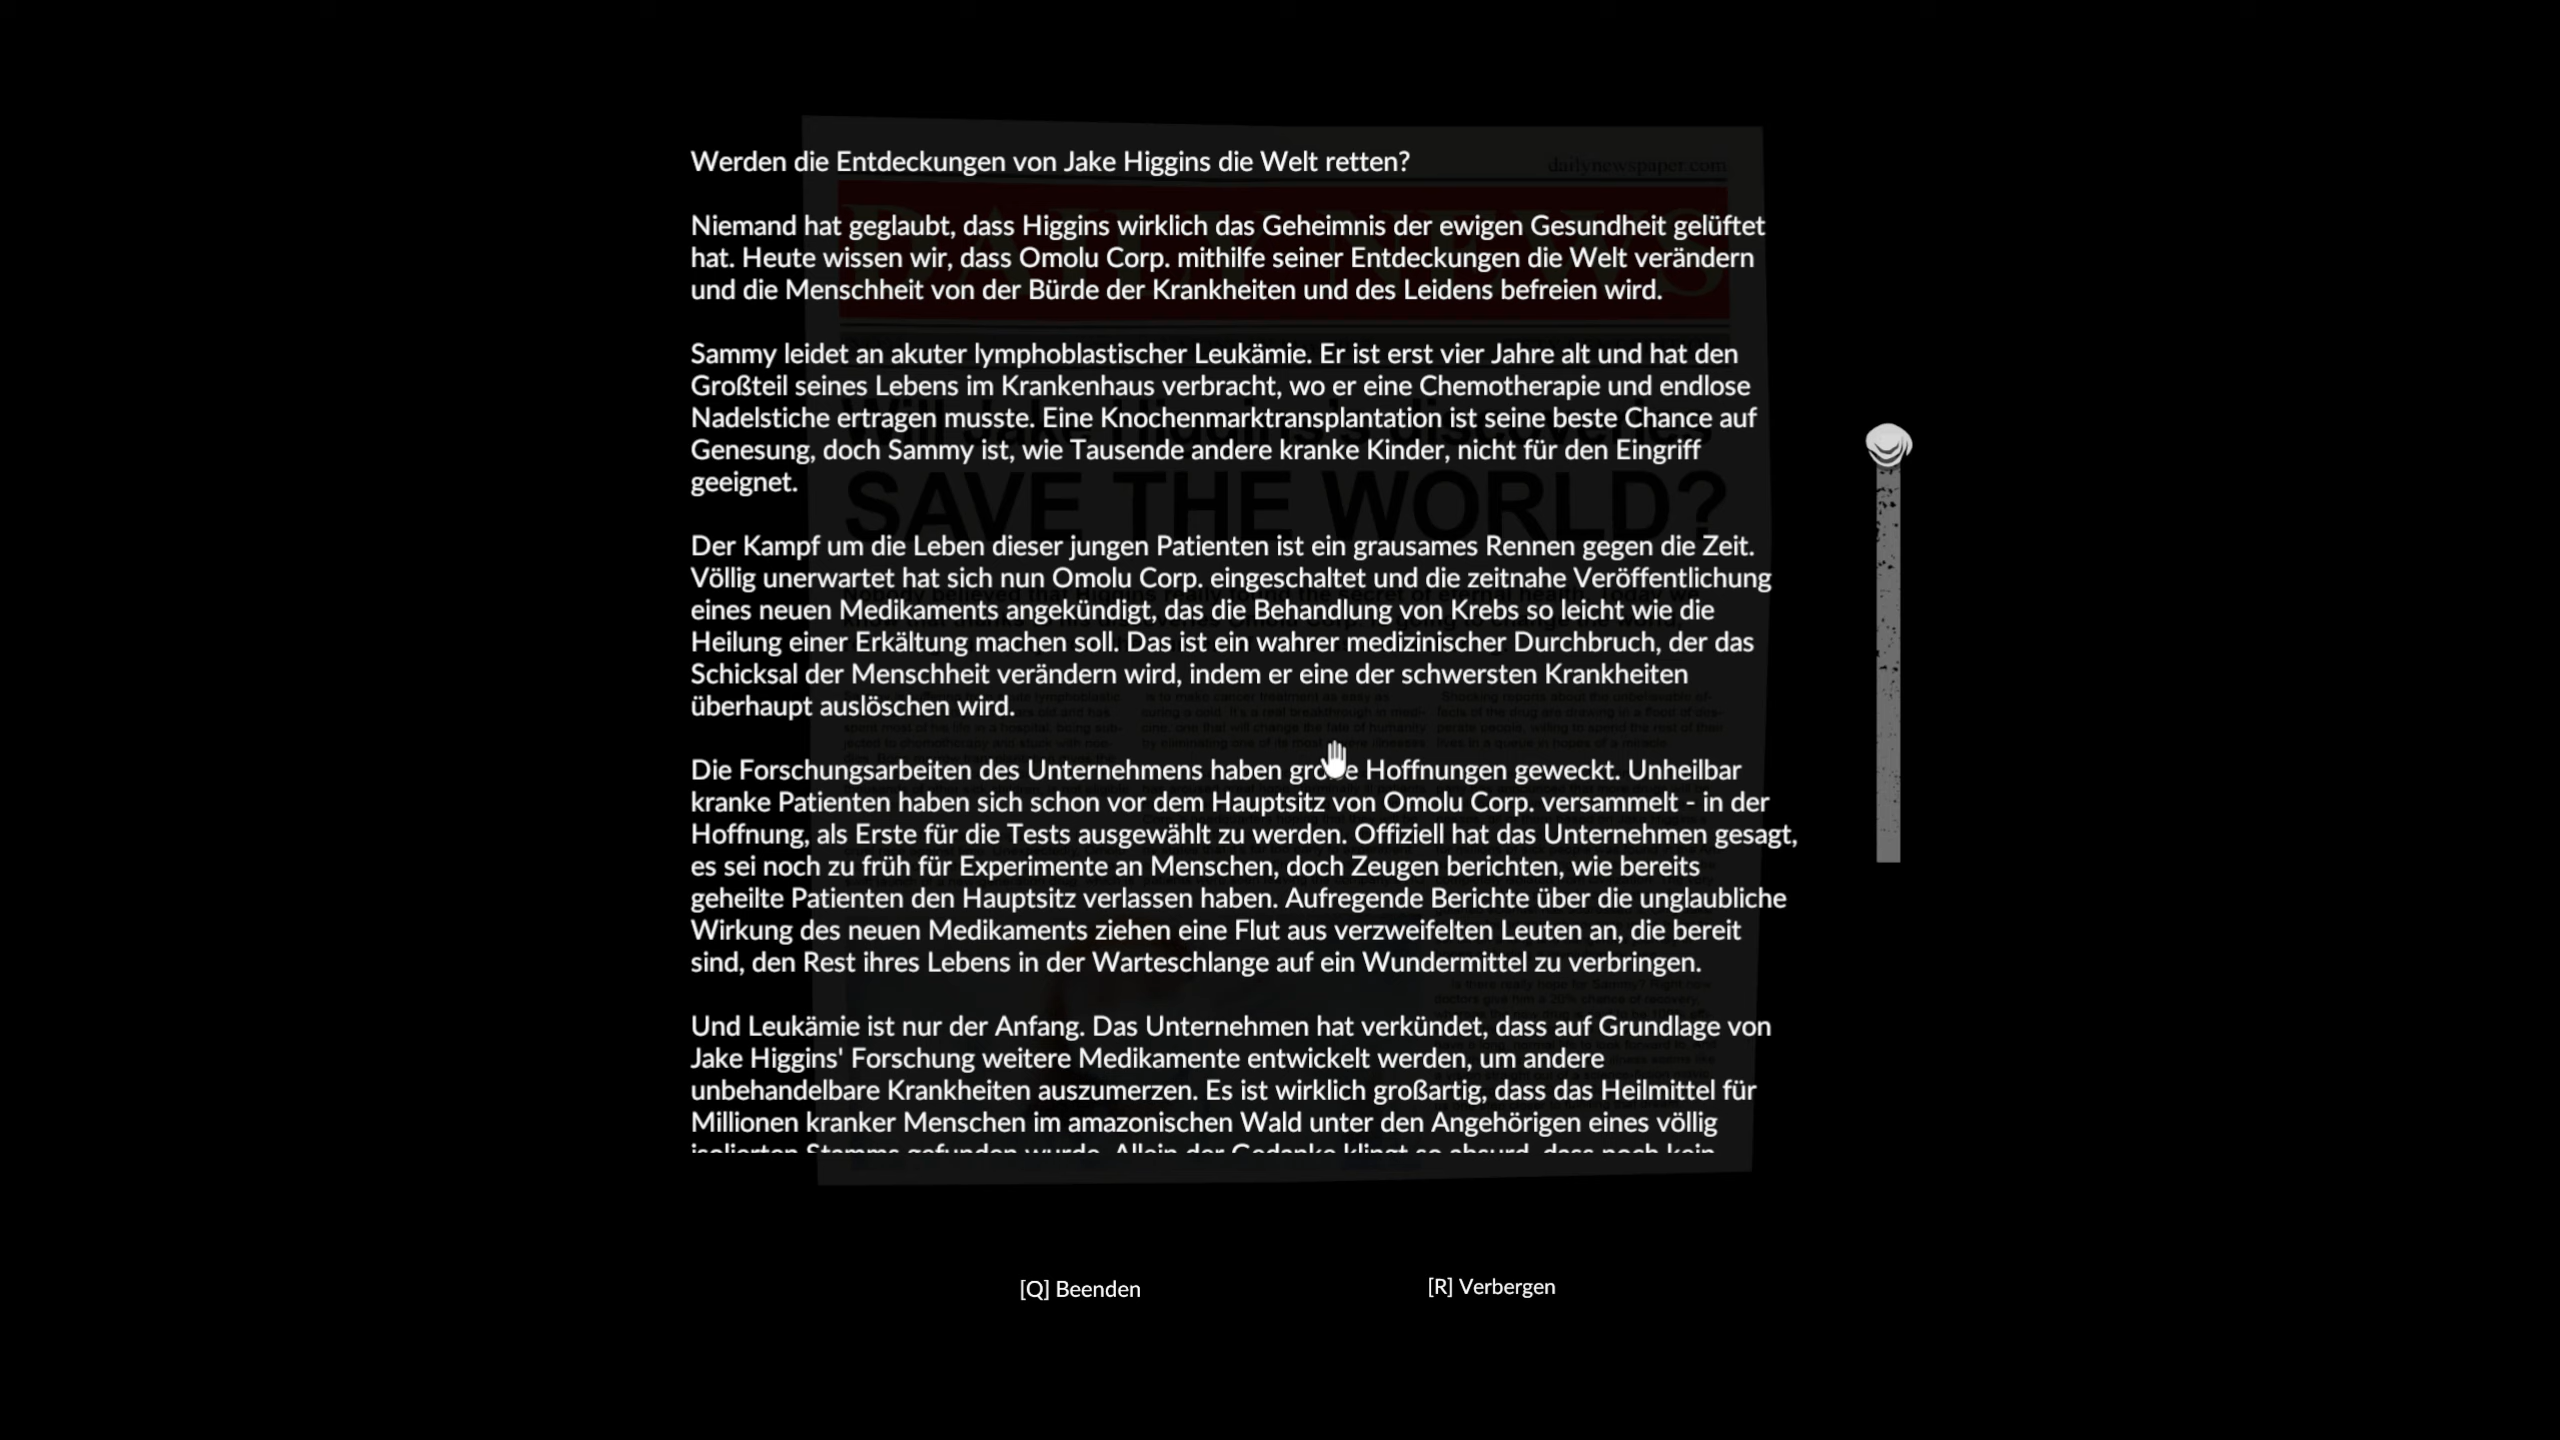 Werden die Entdeckungen von Jake Higgins die Welt retten?
dailynewspaper.com
DAILY NEWS
Niemand hat geglaubt, dass Higgins wirklich das Geheimnis der ewigen Gesundheit gelüftet
hat. Heute wissen wir, dass Omolu Corp. mithilfe seiner Entdeckungen die Welt verändern
und die Menschheit von der Bürde der Krankheiten und des Leidens befreien wird.
Sammy leidet an akuter lymphoblastischer Leukämie. Er ist erst vier Jahre alt und hat den
Großteil seines Lebens im Krankenhaus verbracht, wo er eine Chemotherapie und endlose
Nadelstiche ertragen musste. Eine Knochenmarktransplantation ist seine beste Chance auf
Genesung, doch Sammy ist, wie Tausende andere kranke Kinder, nicht für den Eingriff
geeignet.
SAVE THE WORLD?
Der Kampf um die Leben dieser jungen Patienten ist ein grausames Rennen gegen die Zeit.
Völlig unerwartet hat sich nun Omolu Corp. eingeschaltet und die zeitnahe Veröffentlichung
eines neuen Medikaments angekündigt, das die Behandlung von Krebs so leicht wie die
Heilung einer Erkältung machen soll. Das ist ein wahrer medizinischer Durchbruch, der das
Schicksal der Menschheit verändern wird, indem er eine der schwersten Krankheiten
überhaupt auslöschen wird.
Die Forschungsarbeiten des Unternehmens haben große Hoffnungen geweckt. Unheilbar
kranke Patienten haben sich schon vor dem Hauptsitz von Omolu Corp. versammelt - in der
Hoffnung, als Erste für die Tests ausgewählt zu werden. Offiziell hat das Unternehmen gesagt,
es sei noch zu früh für Experimente an Menschen, doch Zeugen berichten, wie bereits
geheilte Patienten den Hauptsitz verlassen haben. Aufregende Berichte über die unglaubliche
Wirkung des neuen Medikaments ziehen eine Flut aus verzweifelten Leuten an, die bereit
sind, den Rest ihres Lebens in der Warteschlange auf ein Wundermittel zu verbringen.
Und Leukämie ist nur der Anfang. Das Unternehmen hat verkündet, dass auf Grundlage von
Jake Higgins' Forschung weitere Medikamente entwickelt werden, um andere
unbehandelbare Krankheiten auszumerzen. Es ist wirklich großartig, dass das Heilmittel für
Millionen kranker Menschen im amazonischen Wald unter den Angehörigen eines völlig
isolierten Stamms gefunden wurde. Allein der Gedanke klingt so absurd, dass noch kein
[Q] Beenden
[R] Verbergen